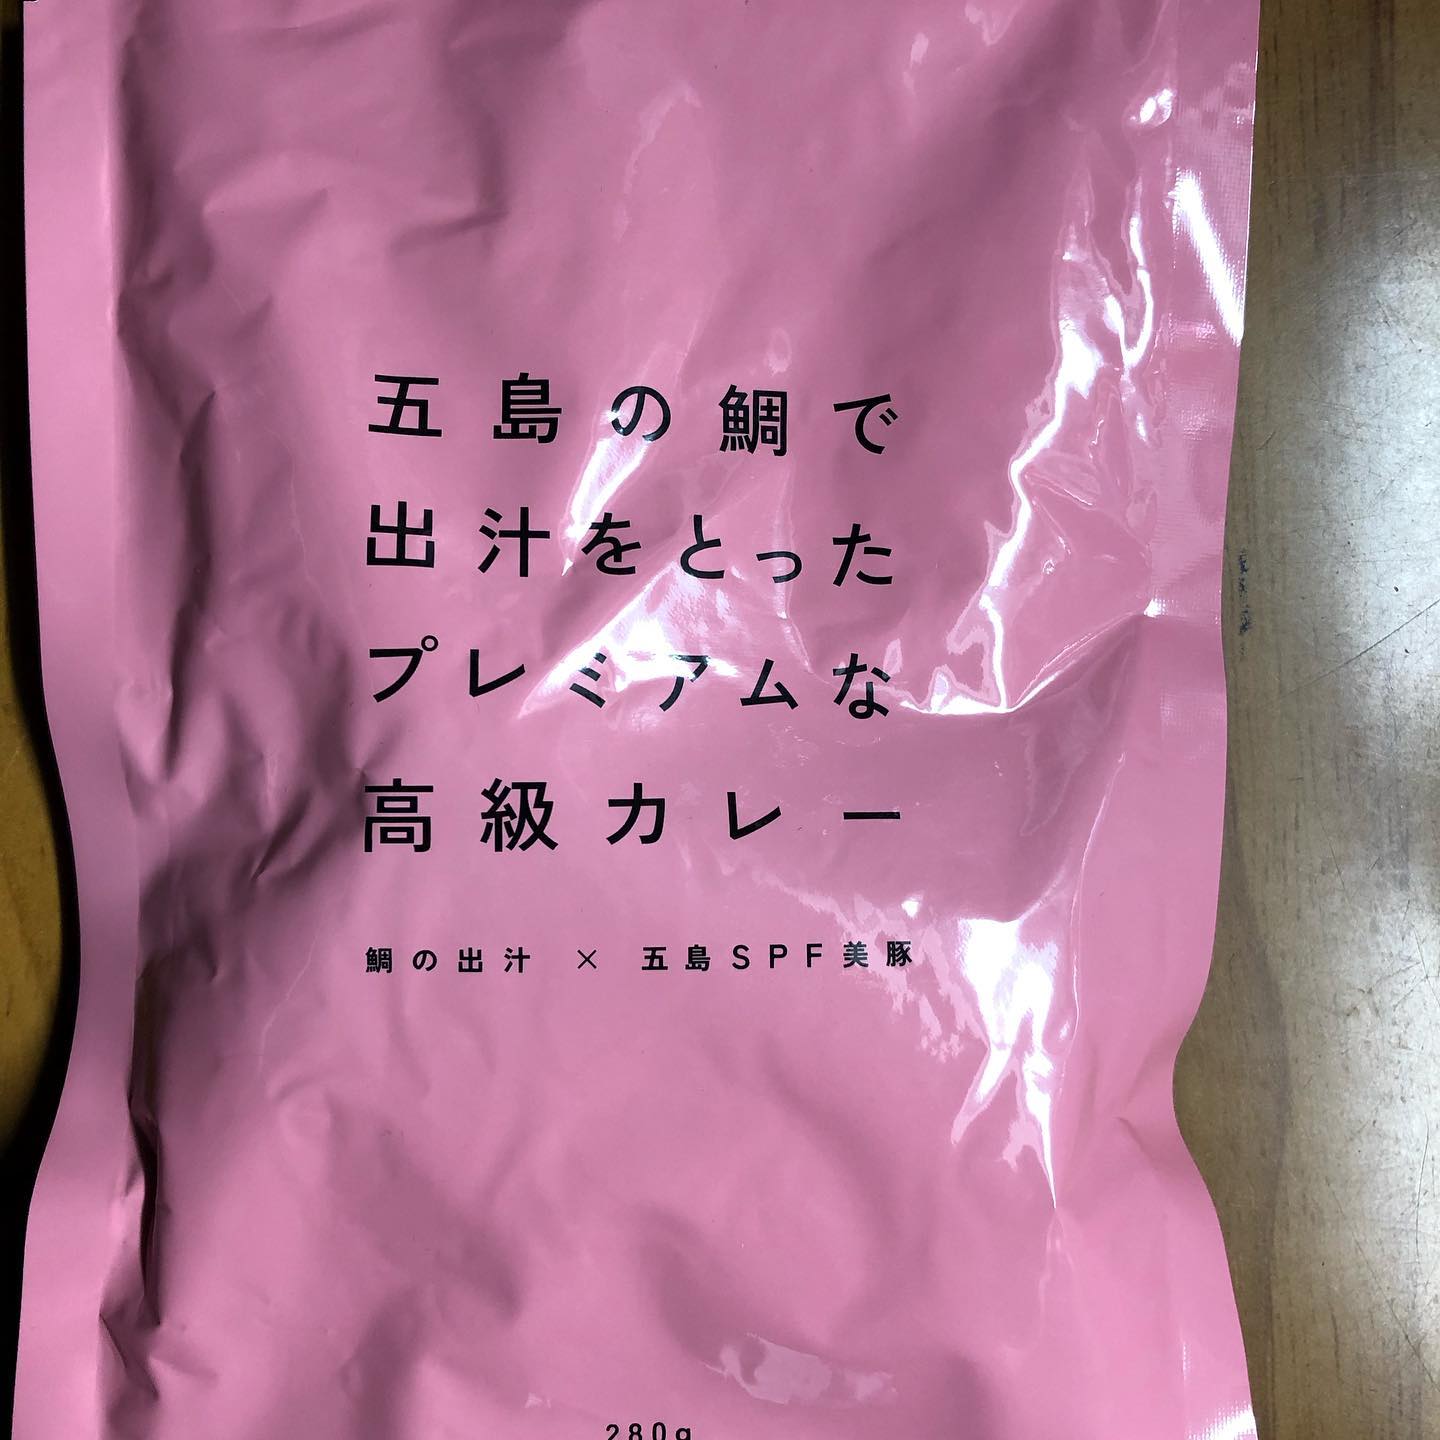 五島の鯛で
出汁をとった
プレミアムな
高級カレー
鯛の出汁 × 五島SPF美豚
280g